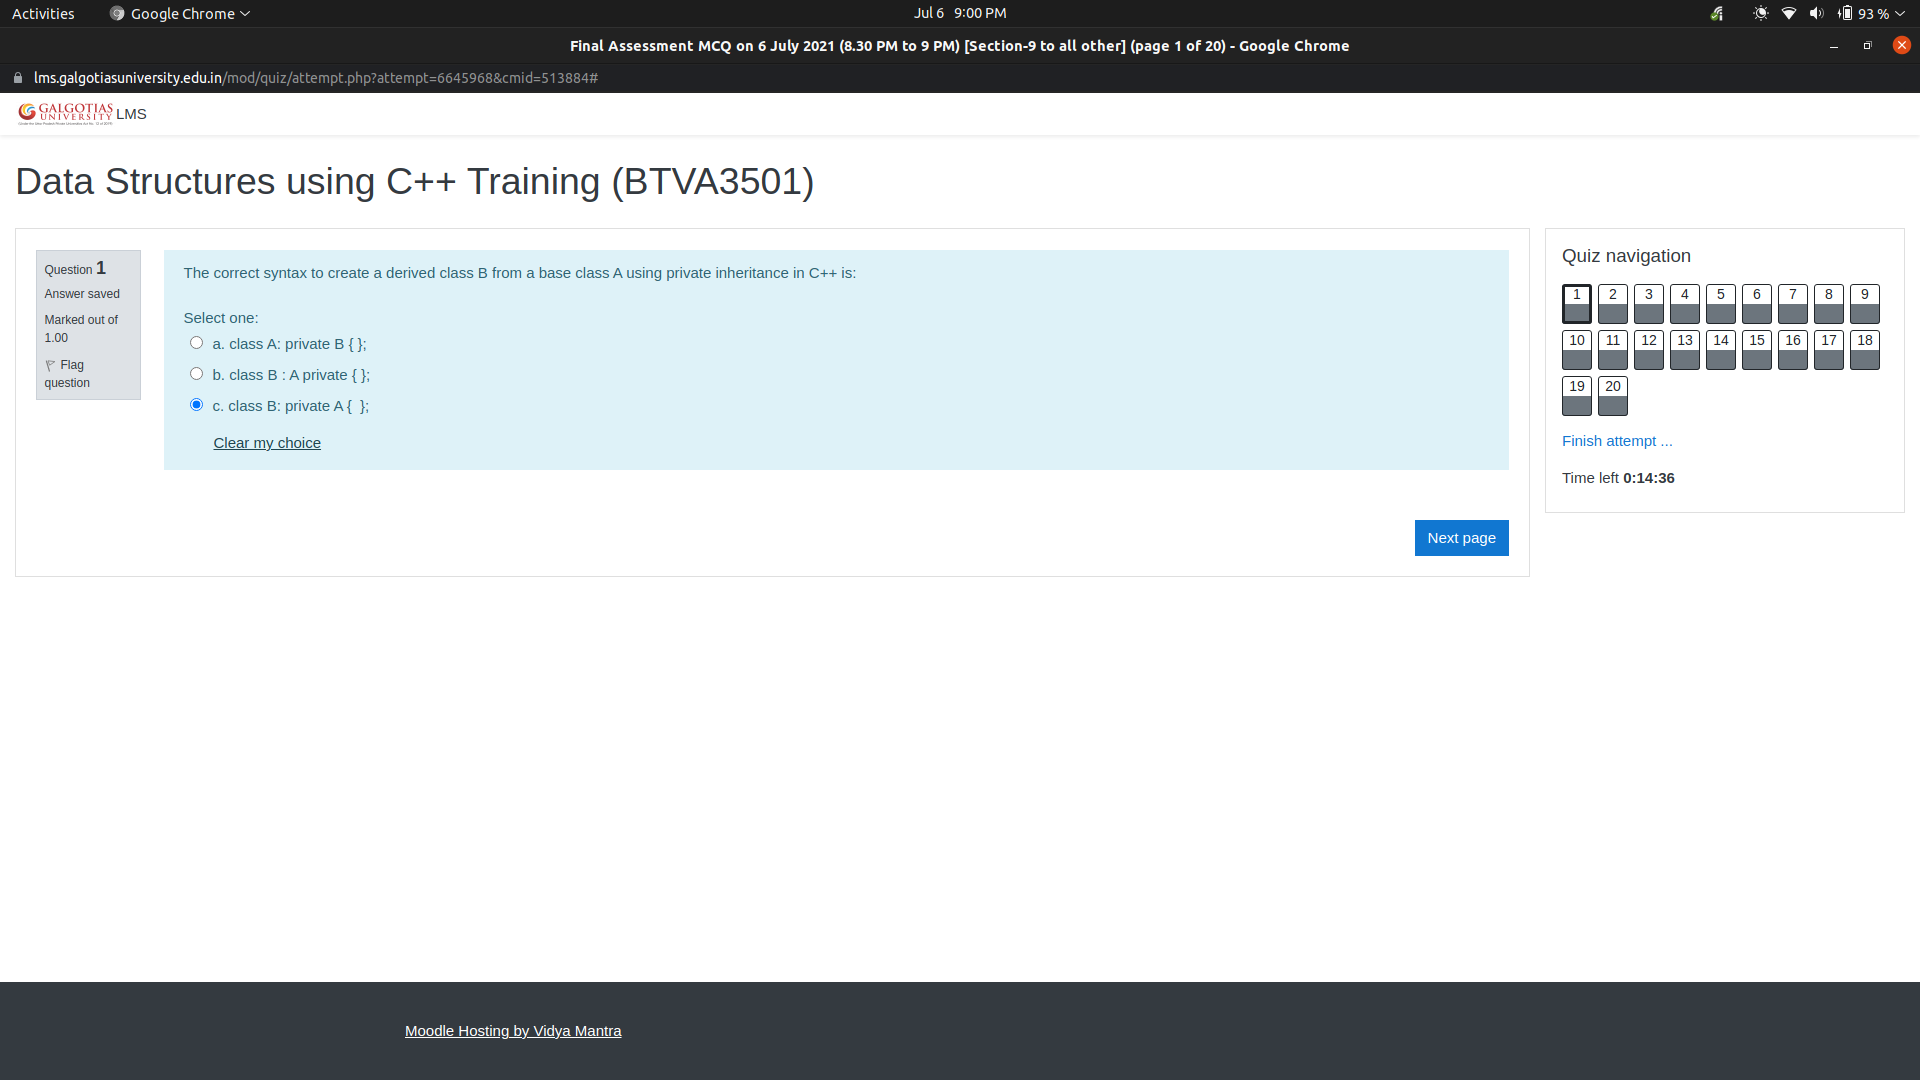 Activities Google Chrome Jul 6 9:00 PM 93 %
Final Assessment MCQ on 6 July 2021 (8.30 PM to 9 PM) [Section-9 to all other] (page 1 of 20) - Google Chrome
lms.galgotiasuniversity.edu.in/mod/quiz/attempt.php?attempt=6645968&cmid=513884#
GALGOTIAS
UNIVERSITY LMS
Data Structures using C++ Training (BTVA3501)
Question 1
Answer saved
Marked out of
1.00
Flag
question
The correct syntax to create a derived class B from a base class A using private inheritance in C++ is:
Select one:
a. class A: private B { };
b. class B : A private { };
c. class B: private A {  };
Clear my choice
Next page
Quiz navigation
1 2 3 4 5 6 7 8 9
10 11 12 13 14 15 16 17 18
19 20
Finish attempt ...
Time left 0:14:36
Moodle Hosting by Vidya Mantra